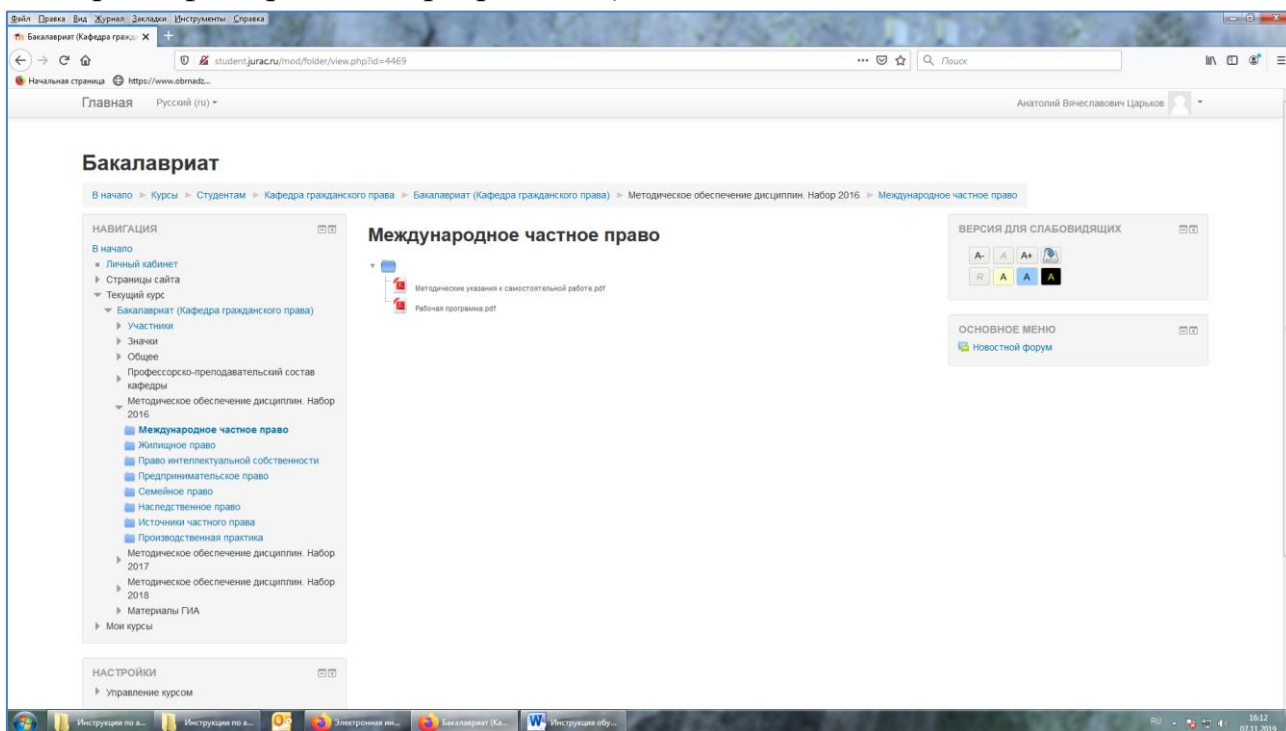 Файл Правка Вид Журнал Закладки Инструменты Справка
Бакалавриат (Кафедра гражд
student.jurac.ru/mod/folder/view.php?id=4469
Поиск
Начальная страница https://www.obrnadz...
Главная Русский (ru)
Анатолий Вячеславович Царьков
Бакалавриат
В начало ► Курсы ► Студентам ► Кафедра гражданского права ► Бакалавриат (Кафедра гражданского права) ► Методическое обеспечение дисциплин. Набор 2016 ► Международное частное право
НАВИГАЦИЯ
В начало
Личный кабинет
Страницы сайта
Текущий курс
Бакалавриат (Кафедра гражданского права)
Участники
Значки
Общее
Профессорско-преподавательский состав
кафедры
Методическое обеспечение дисциплин. Набор
2016
Международное частное право
Жилищное право
Право интеллектуальной собственности
Предпринимательское право
Семейное право
Наследственное право
Источники частного права
Производственная практика
Методическое обеспечение дисциплин. Набор
2017
Методическое обеспечение дисциплин. Набор
2018
Материалы ГИА
Мои курсы
НАСТРОЙКИ
Управление курсом
Международное частное право
Методические указания к самостоятельной работе.pdf
Рабочая программа.pdf
ВЕРСИЯ ДЛЯ СЛАБОВИДЯЩИХ
A- A A+
R A A A
ОСНОВНОЕ МЕНЮ
Новостной форум
Инструкции по а... Инструкции по а... Электронная ин... Бакалавриат (Ка... Инструкция обу...
RU
16:12
07.11.2019